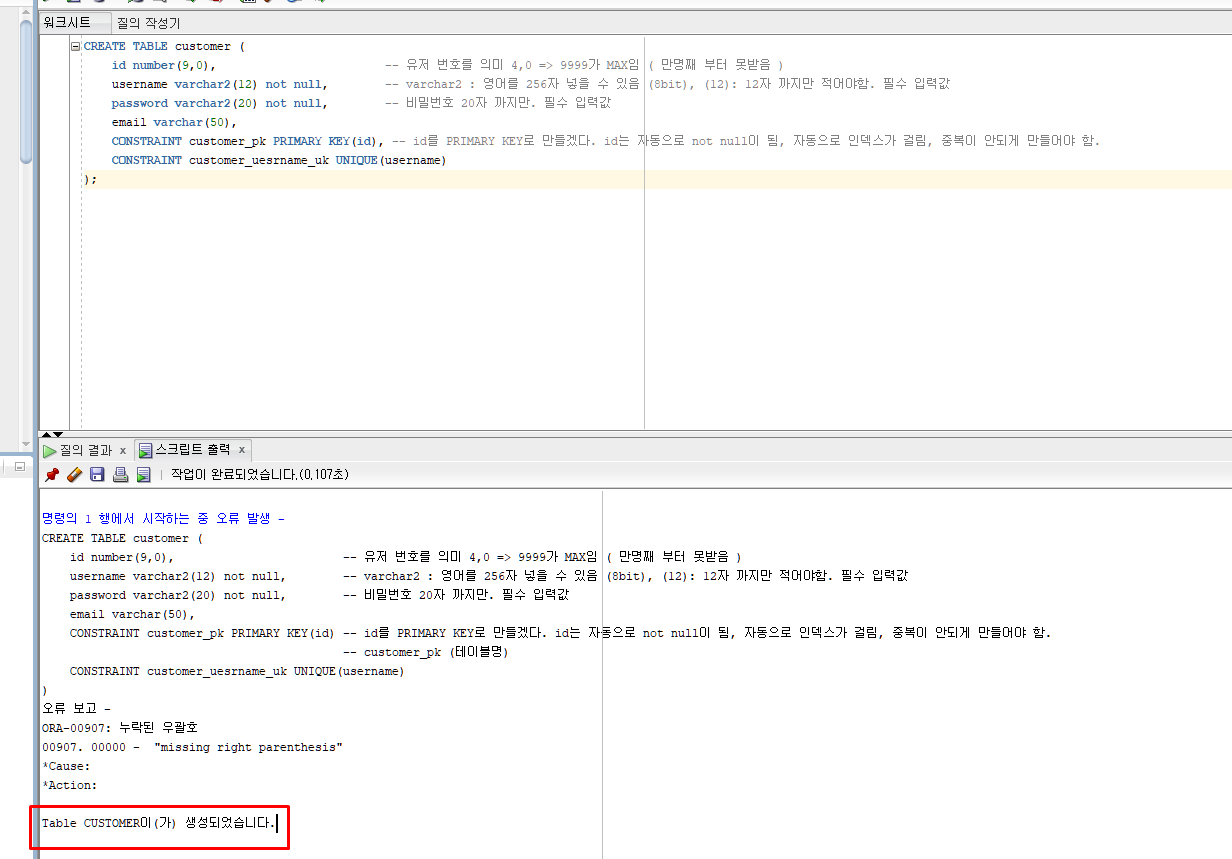 워크시트 질의 작성기
CREATE TABLE customer (
id number(9,0), -- 유저 번호를 의미 4,0 => 9999가 MAX임 ( 만명째 부터 못받음 )
username varchar2(12) not null, -- varchar2 : 영어를 256자 넣을 수 있음 (8bit), (12): 12자 까지만 적어야함. 필수 입력값
password varchar2(20) not null, -- 비밀번호 20자 까지만. 필수 입력값
email varchar(50),
CONSTRAINT customer_pk PRIMARY KEY(id), -- id를 PRIMARY KEY로 만들겠다. id는 자동으로 not null이 됨, 자동으로 인덱스가 걸림, 중복이 안되게 만들어야 함.
CONSTRAINT customer_uesrname_uk UNIQUE(username)
);
질의 결과 x 스크립트 출력 x
작업이 완료되었습니다.(0,107초)
명령의 1 행에서 시작하는 중 오류 발생 -
CREATE TABLE customer (
id number(9,0), -- 유저 번호를 의미 4,0 => 9999가 MAX임 ( 만명째 부터 못받음 )
username varchar2(12) not null, -- varchar2 : 영어를 256자 넣을 수 있음 (8bit), (12): 12자 까지만 적어야함. 필수 입력값
password varchar2(20) not null, -- 비밀번호 20자 까지만. 필수 입력값
email varchar(50),
CONSTRAINT customer_pk PRIMARY KEY(id) -- id를 PRIMARY KEY로 만들겠다. id는 자동으로 not null이 됨, 자동으로 인덱스가 걸림, 중복이 안되게 만들어야 함.
-- customer_pk (테이블명)
CONSTRAINT customer_uesrname_uk UNIQUE(username)
)
오류 보고 -
ORA-00907: 누락된 우괄호
00907. 00000 - "missing right parenthesis"
*Cause:
*Action:
Table CUSTOMER이(가) 생성되었습니다.